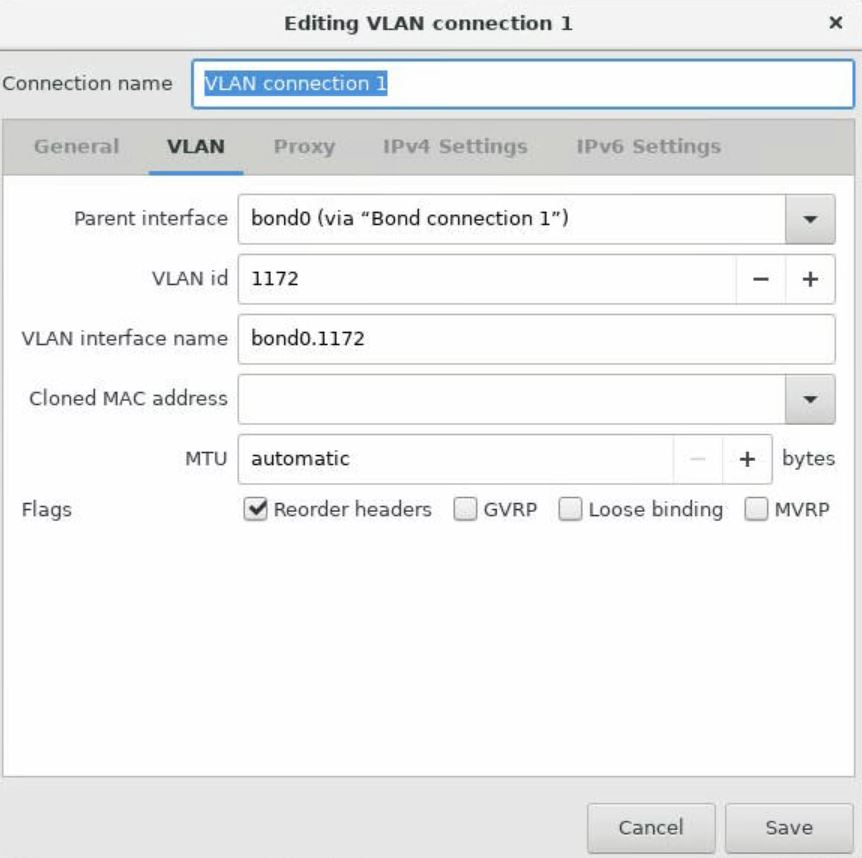 Editing VLAN connection 1 ×
Connection name VLAN connection 1
General VLAN Proxy IPv4 Settings IPv6 Settings
Parent interface bond0 (via “Bond connection 1”)
VLAN id 1172 − +
VLAN interface name bond0.1172
Cloned MAC address
MTU automatic − + bytes
Flags Reorder headers GVRP Loose binding MVRP
Cancel Save